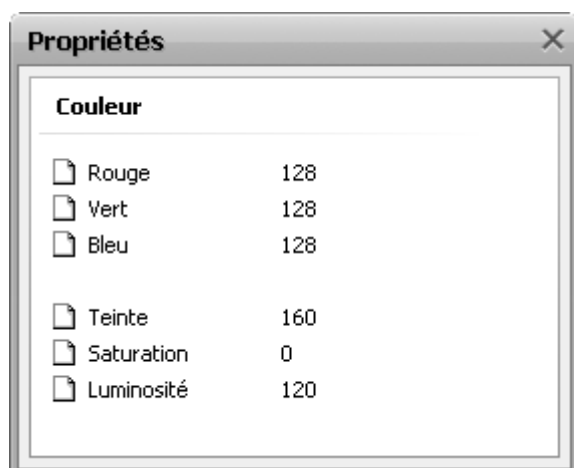 Propriétés
Couleur
Rouge 128
Vert 128
Bleu 128
Teinte 160
Saturation 0
Luminosité 120